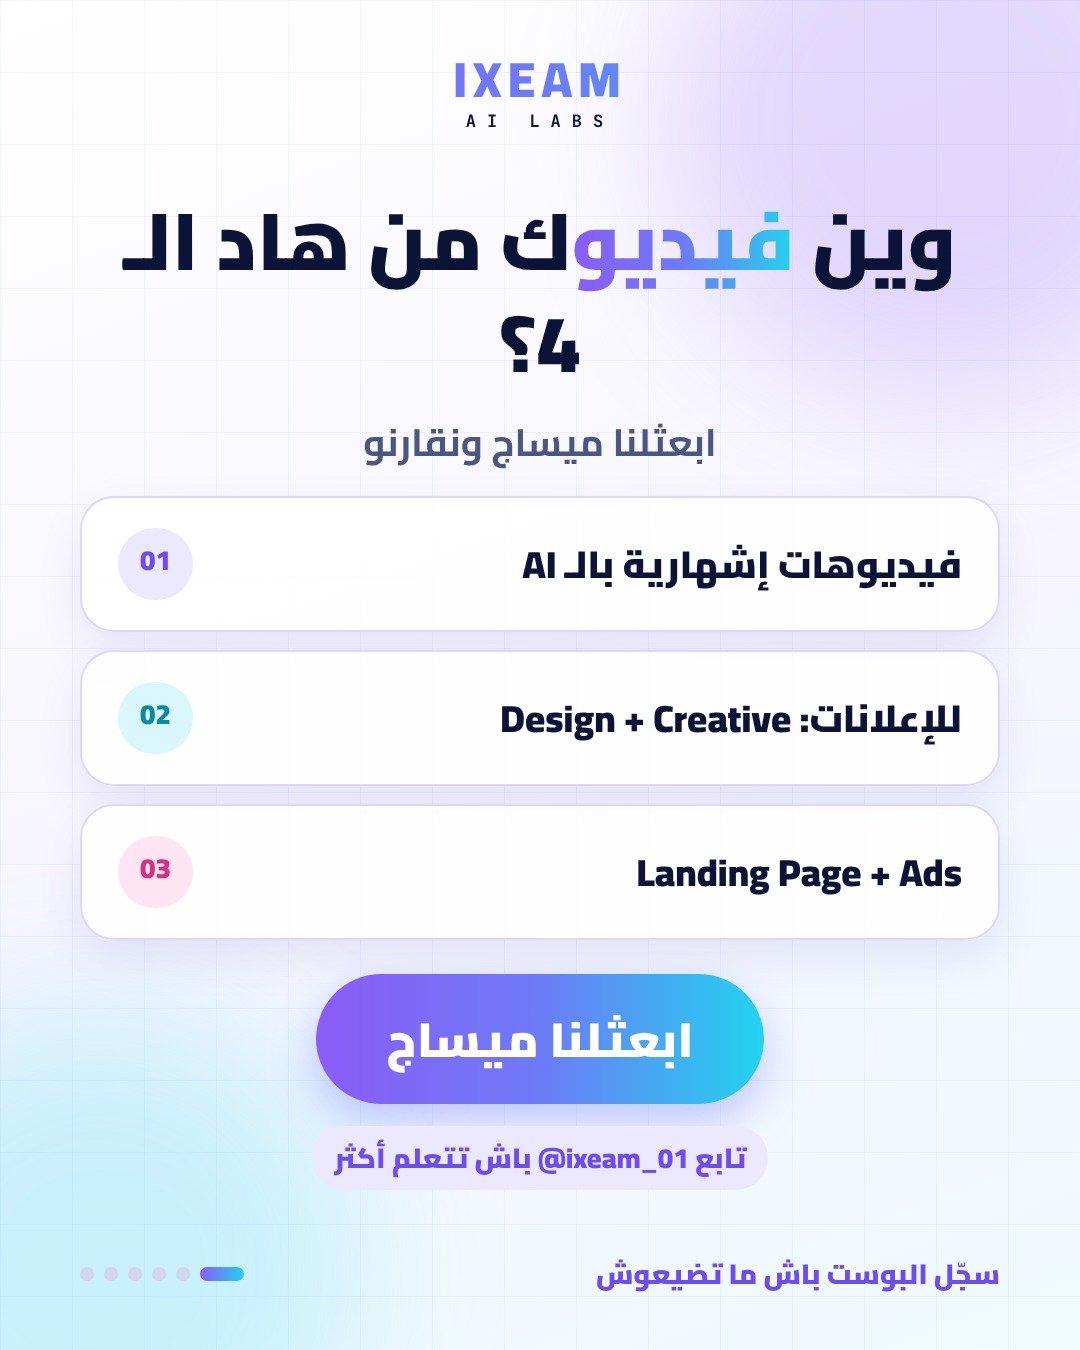 IXEAM
AI LABS
وين فيديوك من هاد الـ
4؟
ابعثلنا ميساج ونقارنو
فيديوهات إشهارية بالـ AI
01
للإعلانات: Design + Creative
02
Landing Page + Ads
03
ابعثلنا ميساج
تابع @ixeam_01 باش تتعلم أكثر
سجّل البوست باش ما تضيعوش